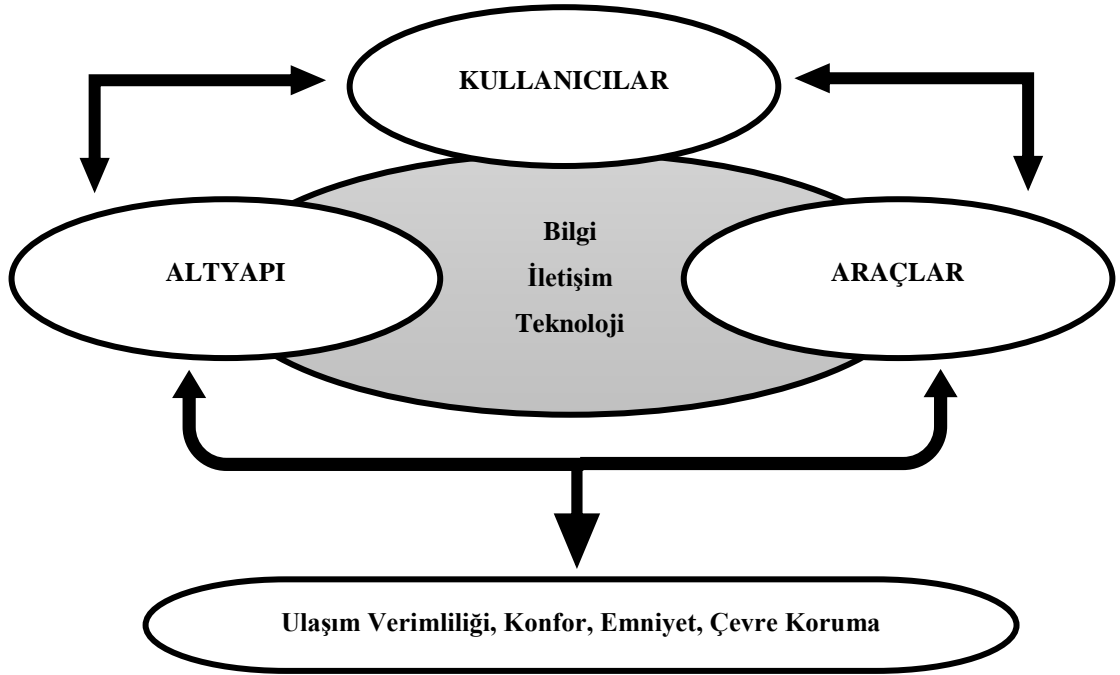 KULLANICILAR
ALTYAPI
Bilgi
İletişim
Teknoloji
ARAÇLAR
Ulaşım Verimliliği, Konfor, Emniyet, Çevre Koruma